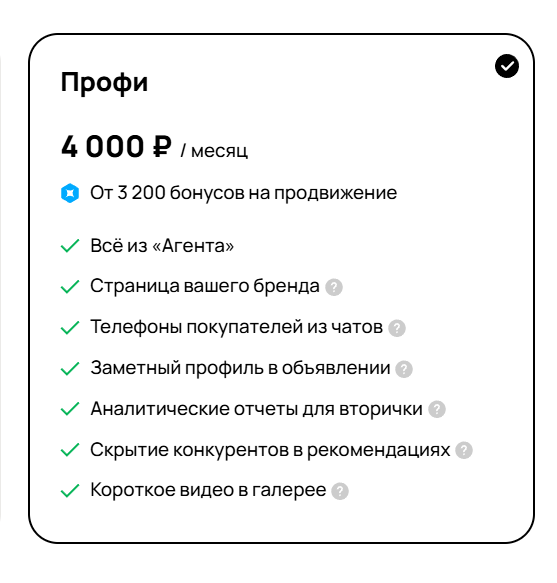 Профи
4 000 ₽ / месяц
От 3 200 бонусов на продвижение
Всё из «Агента»
Страница вашего бренда ?
Телефоны покупателей из чатов ?
Заметный профиль в объявлении ?
Аналитические отчеты для вторички ?
Скрытие конкурентов в рекомендациях ?
Короткое видео в галерее ?